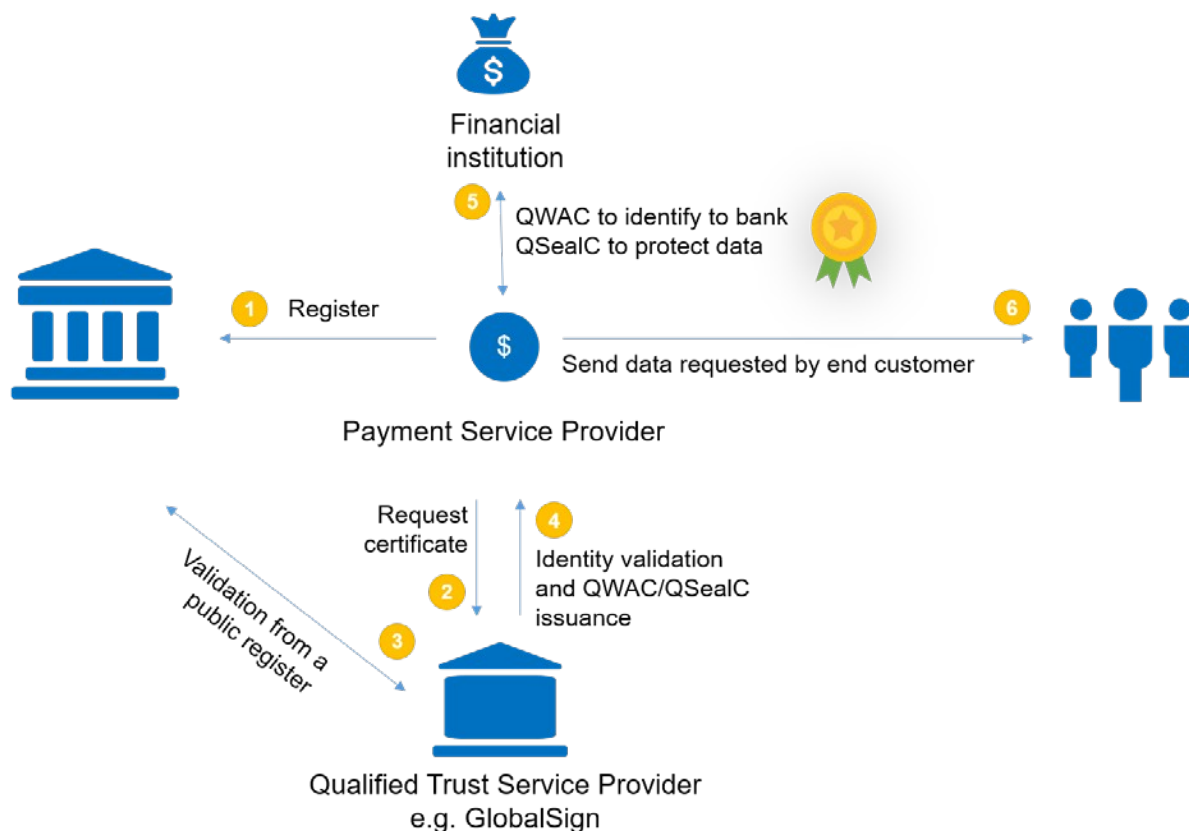 $
Financial
institution
5
QWAC to identify to bank
QSealC to protect data
1
Register
6
$
Send data requested by end customer
Payment Service Provider
Request
certificate
4
Identity validation
and QWAC/QSealC
issuance
2
Validation from a
public register
3
Qualified Trust Service Provider
e.g. GlobalSign